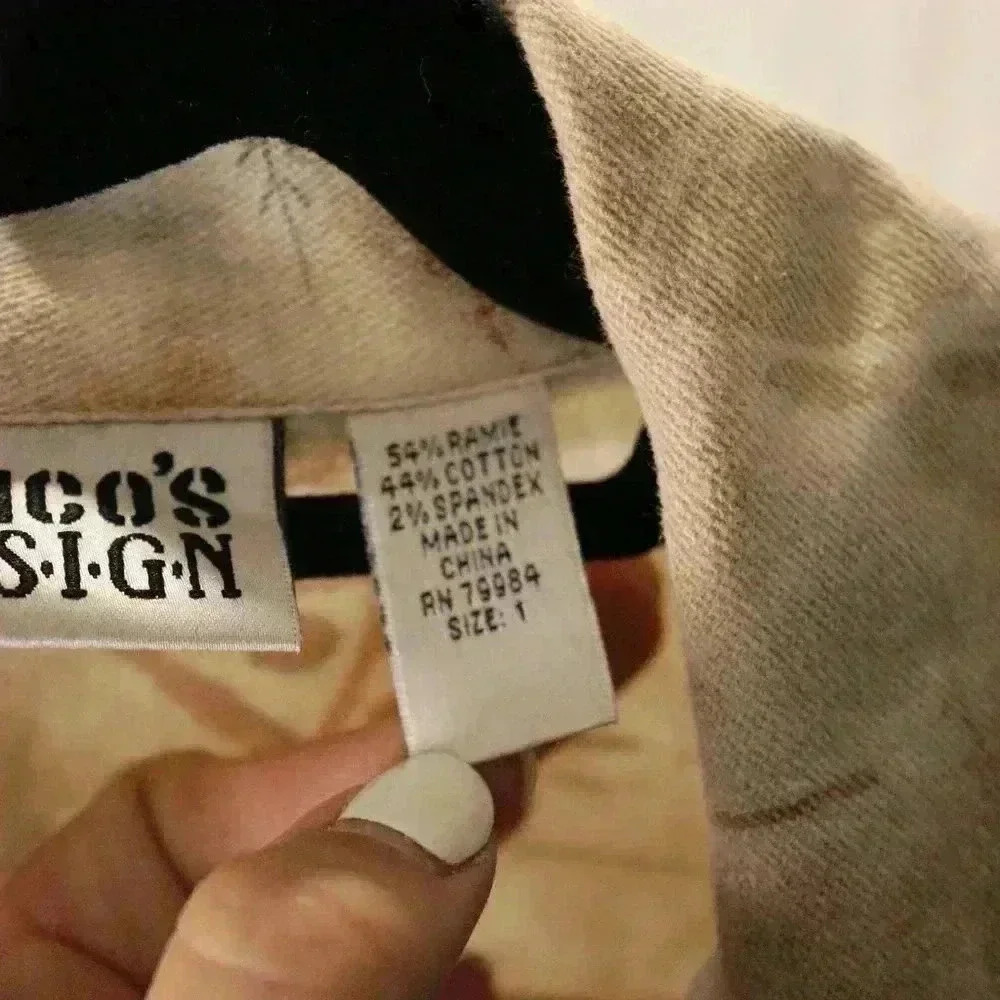 ICO'S
S·I·G·N
54% RAMIE
44% COTTON
2% SPANDEX
MADE IN
CHINA
RN 79984
SIZE: 1